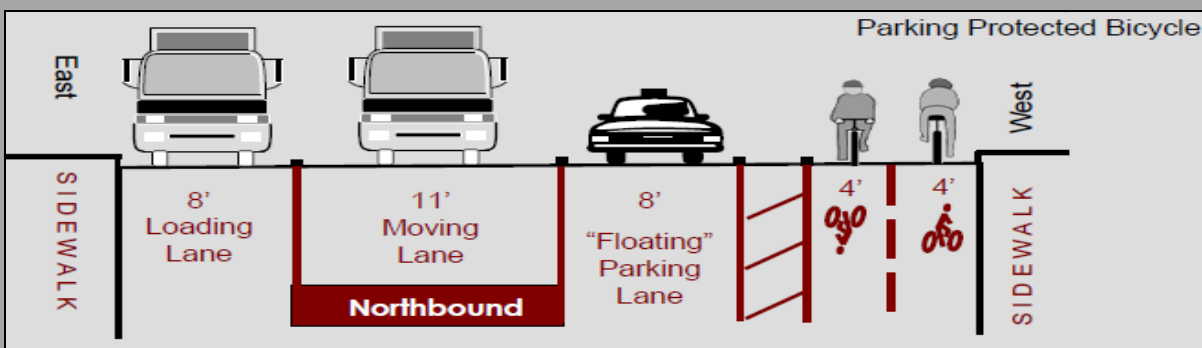 Parking Protected Bicycle
East
West
SIDEWALK
8'
Loading
Lane
11'
Moving
Lane
Northbound
8'
“Floating”
Parking
Lane
4'
4'
SIDEWALK